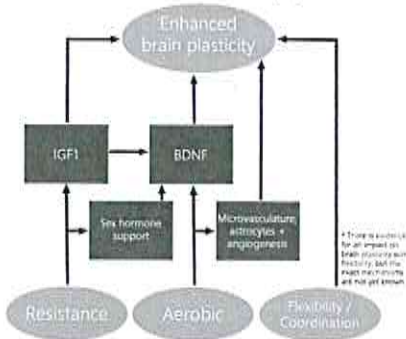 Enhanced
brain plasticity
IGF1
BDNF
Sex hormone
support
Microvasculature,
astrocytes +
angiogenesis
* There is evidence
for an impact on
brain plasticity with
flexibility, but the
exact mechanisms
are not yet known
Resistance
Aerobic
Flexibility /
Coordination